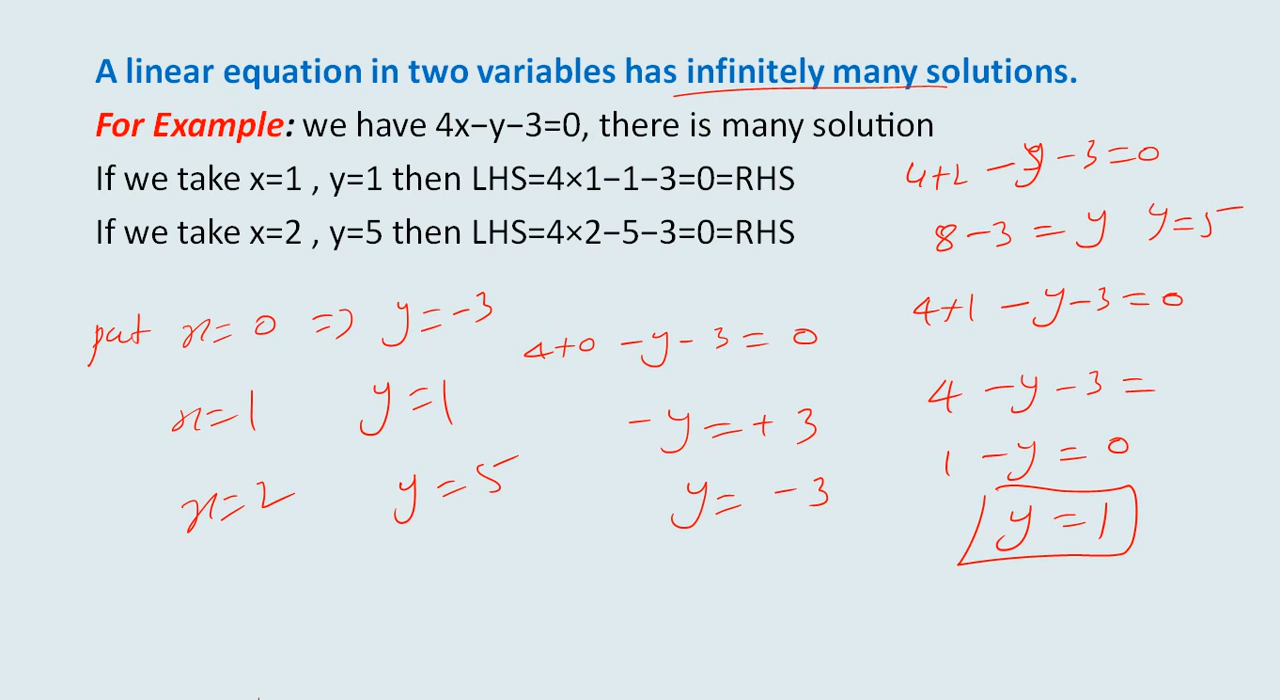 A linear equation in two variables has infinitely many solutions.
For Example: we have 4x−y−3=0, there is many solution
If we take x=1 , y=1 then LHS=4×1−1−3=0=RHS
If we take x=2 , y=5 then LHS=4×2−5−3=0=RHS
4+2 −y −3=0
8−3 = y y=5
put x=0 => y=−3
4+0 −y−3=0
4+1 −y−3=0
x=1 y=1
−y=+3
4 −y −3=
x=2 y=5
y= −3
1 −y=0
y=1